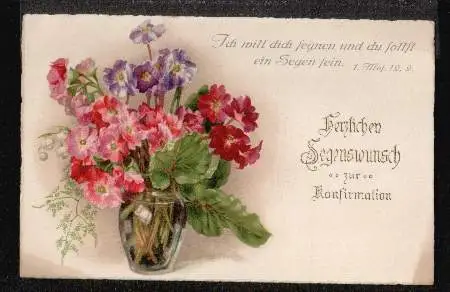 Ich will dich segnen und du sollst
ein Segen sein. 1. Mos. 12. 2.
Herzlichen
Segenswunsch
zur
Konfirmation